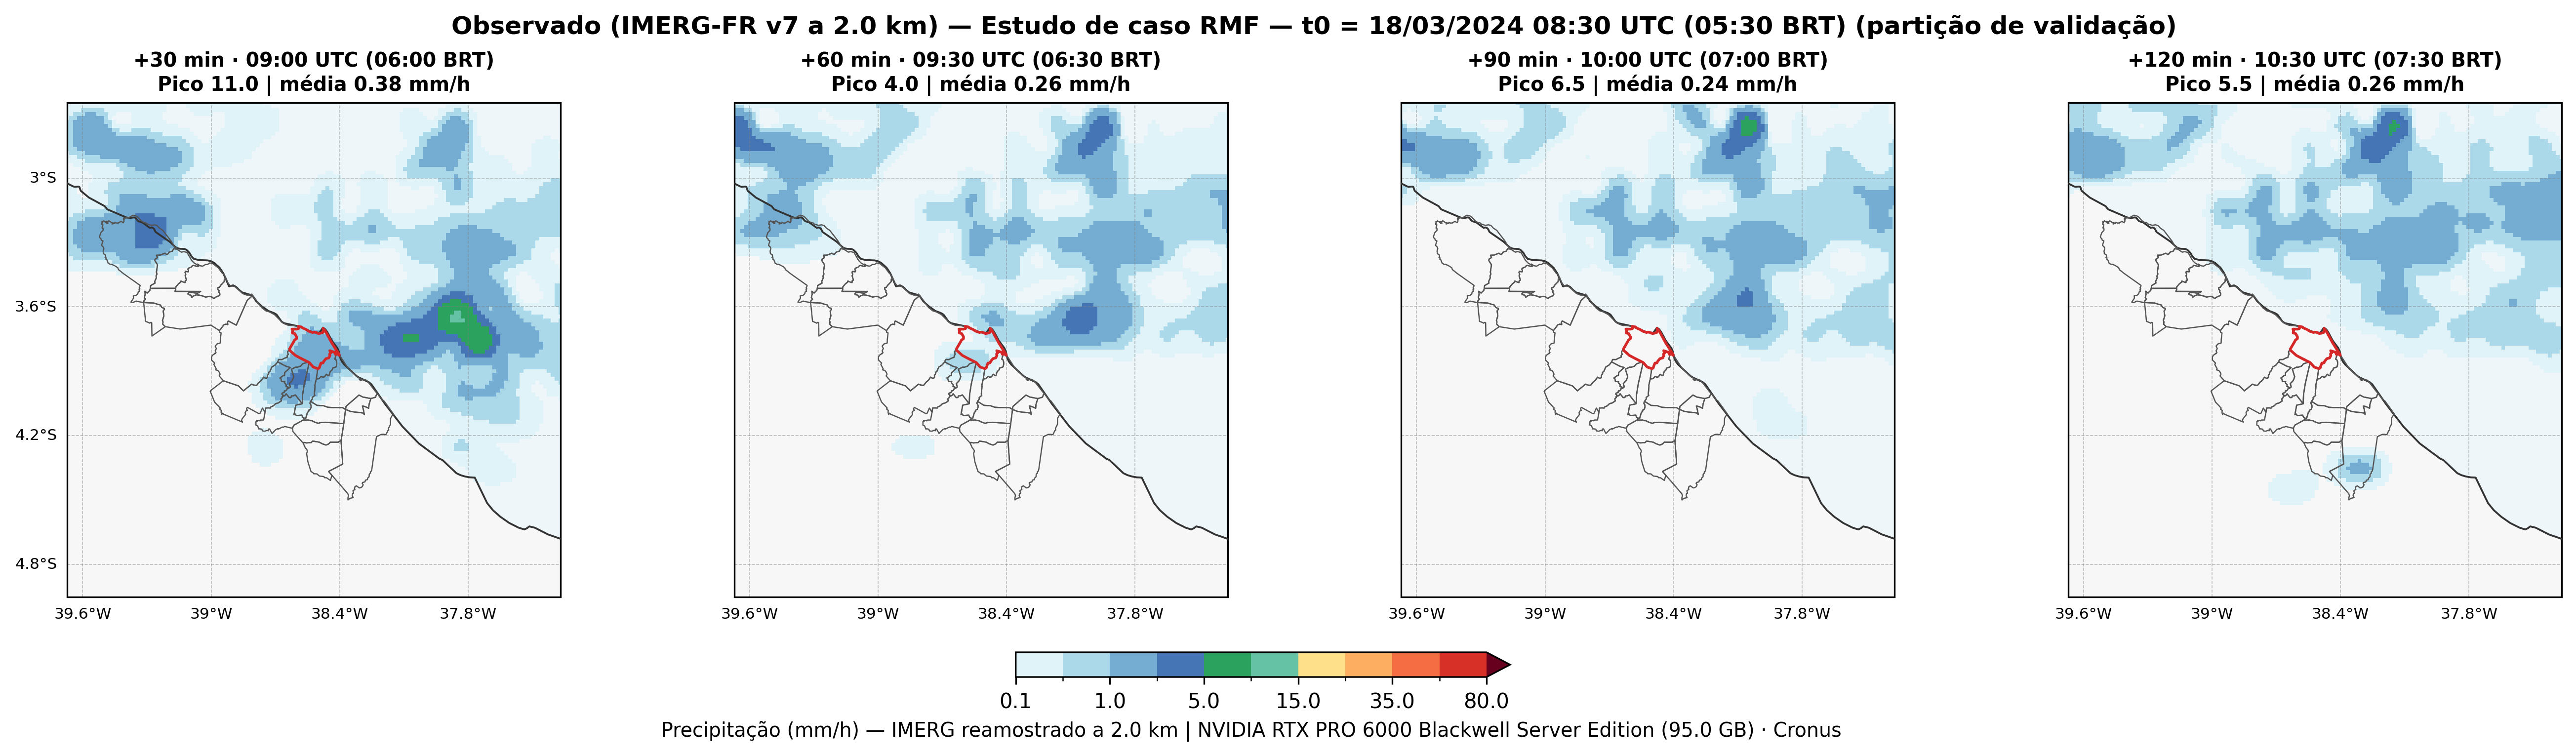 Observado (IMERG-FR v7 a 2.0 km) — Estudo de caso RMF — t0 = 18/03/2024 08:30 UTC (05:30 BRT) (partição de validação)
+30 min · 09:00 UTC (06:00 BRT)
Pico 11.0 | média 0.38 mm/h
+60 min · 09:30 UTC (06:30 BRT)
Pico 4.0 | média 0.26 mm/h
+90 min · 10:00 UTC (07:00 BRT)
Pico 6.5 | média 0.24 mm/h
+120 min · 10:30 UTC (07:30 BRT)
Pico 5.5 | média 0.26 mm/h
3°S
3.6°S
4.2°S
4.8°S
39.6°W 39°W 38.4°W 37.8°W
39.6°W 39°W 38.4°W 37.8°W
39.6°W 39°W 38.4°W 37.8°W
39.6°W 39°W 38.4°W 37.8°W
0.1 1.0 5.0 15.0 35.0 80.0
Precipitação (mm/h) — IMERG reamostrado a 2.0 km | NVIDIA RTX PRO 6000 Blackwell Server Edition (95.0 GB) · Cronus